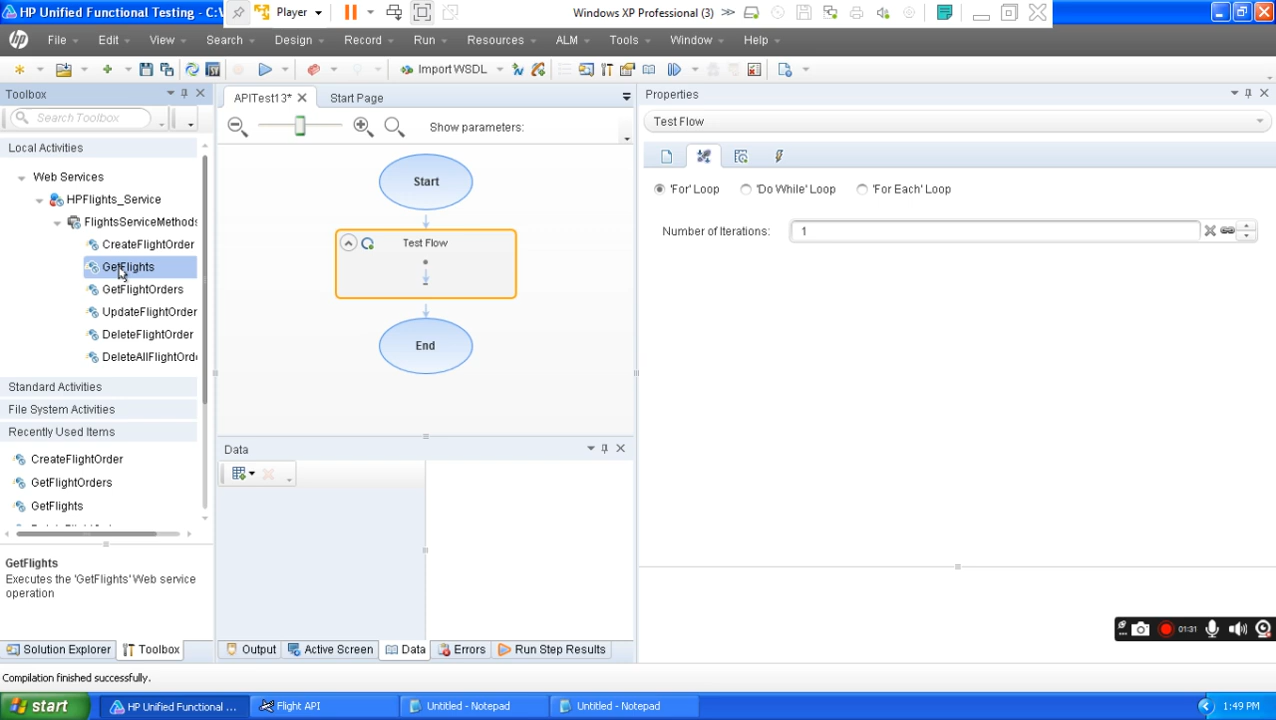 HP Unified Functional Testing - C:\
Player
Windows XP Professional (3)
File
Edit
View
Search
Design
Record
Run
Resources
ALM
Tools
Window
Help
Import WSDL
Toolbox
APITest13*
Start Page
Properties
Search Toolbox
Show parameters:
Test Flow
Local Activities
Web Services
HPFlights_Service
FlightsServiceMethods
CreateFlightOrder
GetFlights
GetFlightOrders
UpdateFlightOrder
DeleteFlightOrder
DeleteAllFlightOrde
Standard Activities
File System Activities
Recently Used Items
CreateFlightOrder
GetFlightOrders
GetFlights
Start
Test Flow
End
'For' Loop
'Do While' Loop
'For Each' Loop
Number of Iterations:
1
Data
GetFlights
Executes the 'GetFlights' Web service
operation
01:31
Solution Explorer
Toolbox
Output
Active Screen
Data
Errors
Run Step Results
Compilation finished successfully.
start
HP Unified Functional ...
Flight API
Untitled - Notepad
Untitled - Notepad
1:49 PM